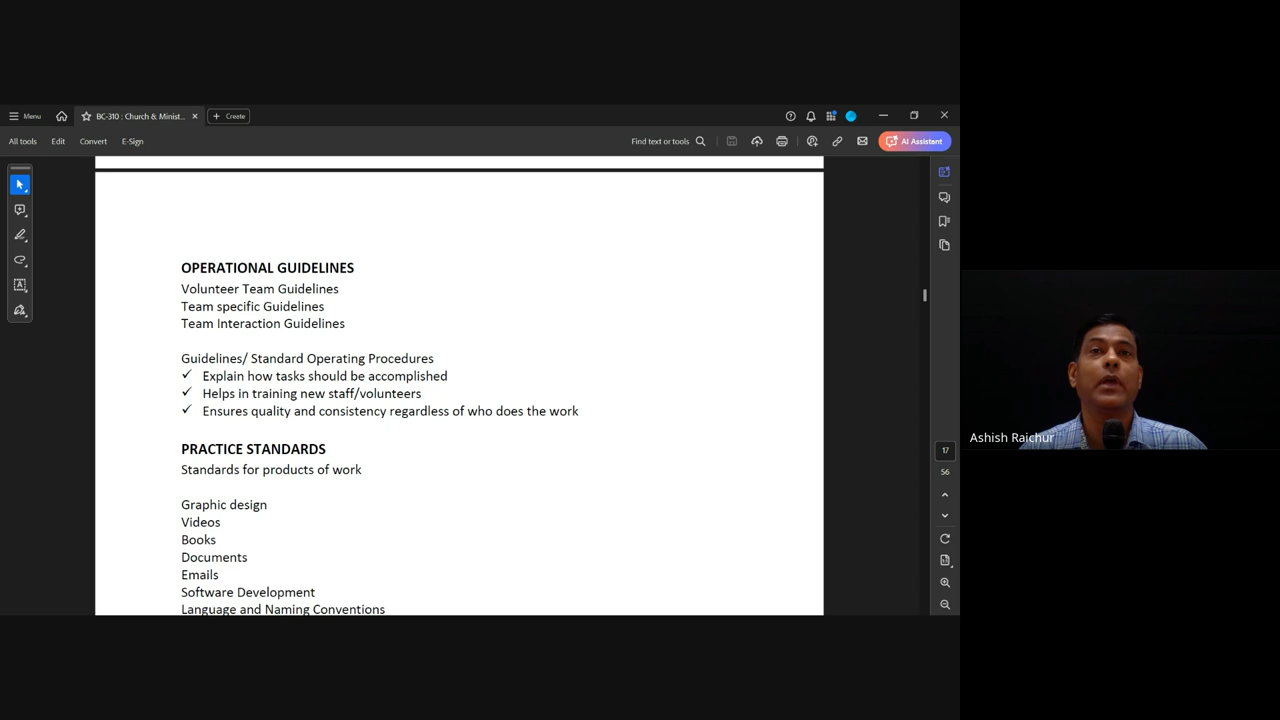 Menu
BC-310 ; Church & Minist...
Create
All tools
Edit
Convert
E-Sign
Find text or tools
AI Assistant
OPERATIONAL GUIDELINES
Volunteer Team Guidelines
Team specific Guidelines
Team Interaction Guidelines
Guidelines/ Standard Operating Procedures
✓ Explain how tasks should be accomplished
✓ Helps in training new staff/volunteers
✓ Ensures quality and consistency regardless of who does the work
PRACTICE STANDARDS
Standards for products of work
Graphic design
Videos
Books
Documents
Emails
Software Development
Language and Naming Conventions
17
56
Ashish Raichur